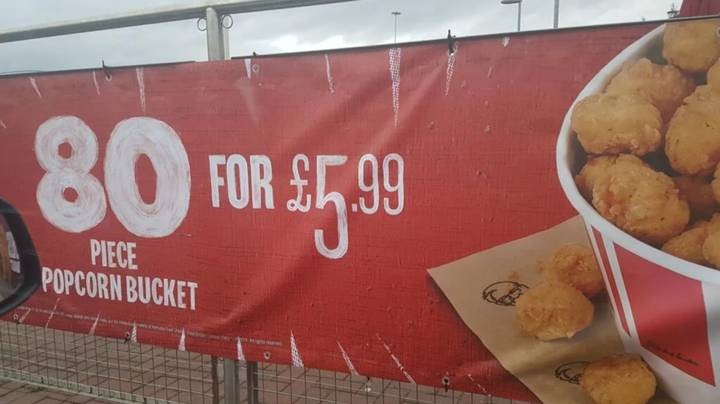 80 FOR £5.99
PIECE
POPCORN BUCKET